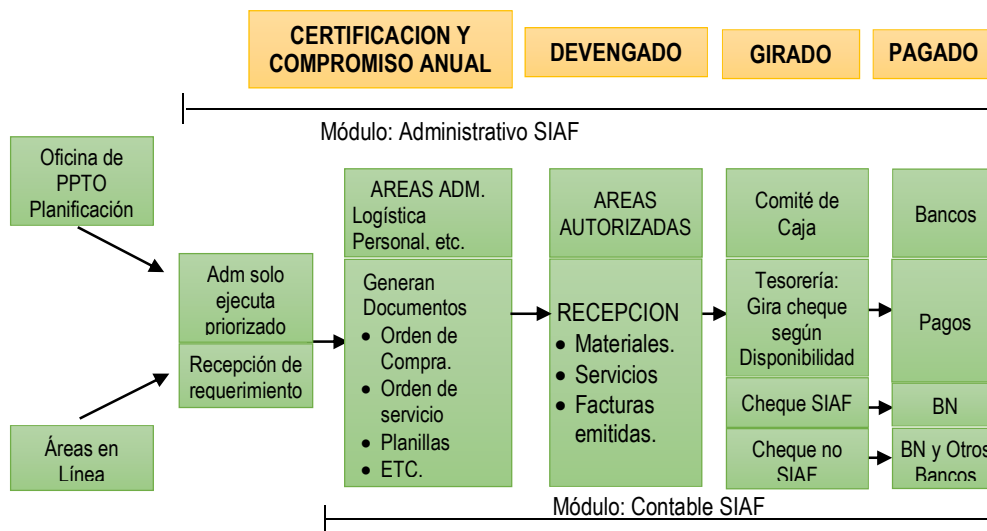 CERTIFICACION Y
COMPROMISO ANUAL
DEVENGADO
GIRADO
PAGADO
Módulo: Administrativo SIAF
Oficina de
PPTO
Planificación
Adm solo
ejecuta
priorizado
Recepción de
requerimiento
Áreas en
Línea
AREAS ADM.
Logística
Personal, etc.
Generan
Documentos
• Orden de
Compra.
• Orden de
servicio
• Planillas
• ETC.
AREAS
AUTORIZADAS
RECEPCION
• Materiales.
• Servicios
• Facturas
emitidas.
Comité de
Caja
Tesorería:
Gira cheque
según
Disponibilidad
Cheque SIAF
Cheque no
SIAF
Bancos
Pagos
BN
BN y Otros
Bancos
Módulo: Contable SIAF